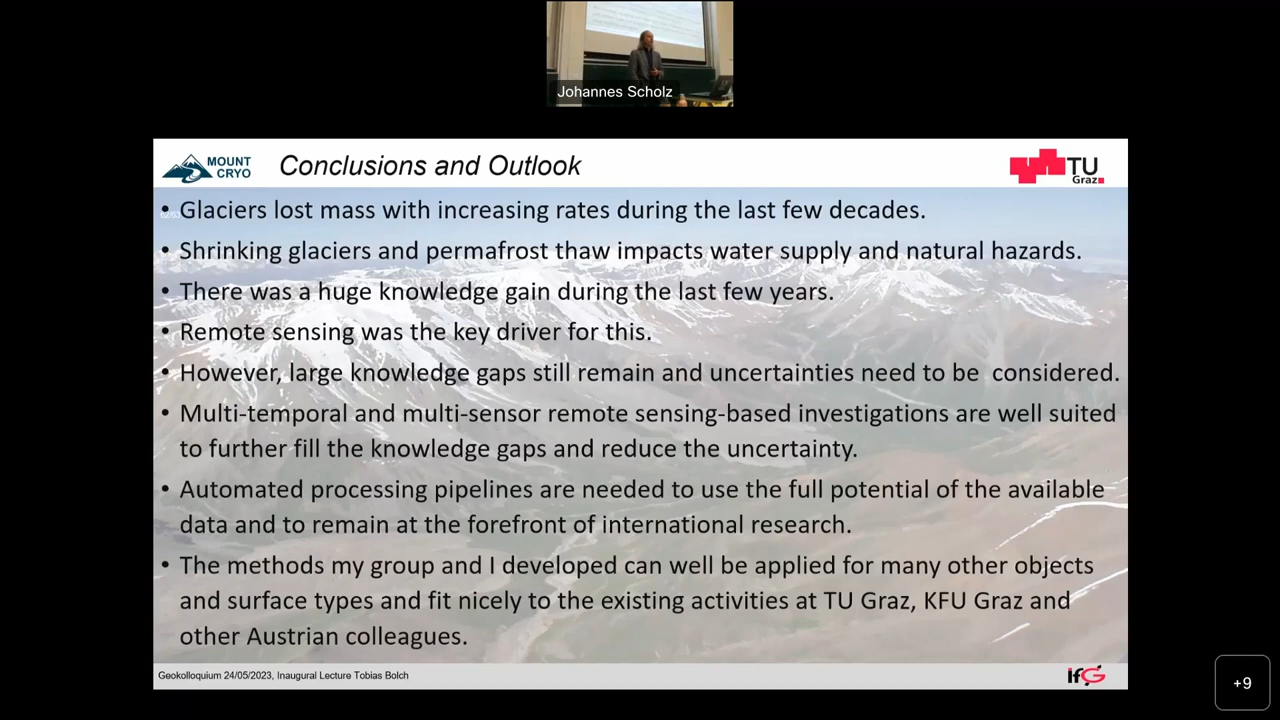 Johannes Scholz
MOUNT
CRYO
Conclusions and Outlook
TU
Graz
• Glaciers lost mass with increasing rates during the last few decades.
• Shrinking glaciers and permafrost thaw impacts water supply and natural hazards.
• There was a huge knowledge gain during the last few years.
• Remote sensing was the key driver for this.
• However, large knowledge gaps still remain and uncertainties need to be  considered.
• Multi-temporal and multi-sensor remote sensing-based investigations are well suited
to further fill the knowledge gaps and reduce the uncertainty.
• Automated processing pipelines are needed to use the full potential of the available
data and to remain at the forefront of international research.
• The methods my group and I developed can well be applied for many other objects
and surface types and fit nicely to the existing activities at TU Graz, KFU Graz and
other Austrian colleagues.
Geokolloquium 24/05/2023, Inaugural Lecture Tobias Bolch
ifG
+9